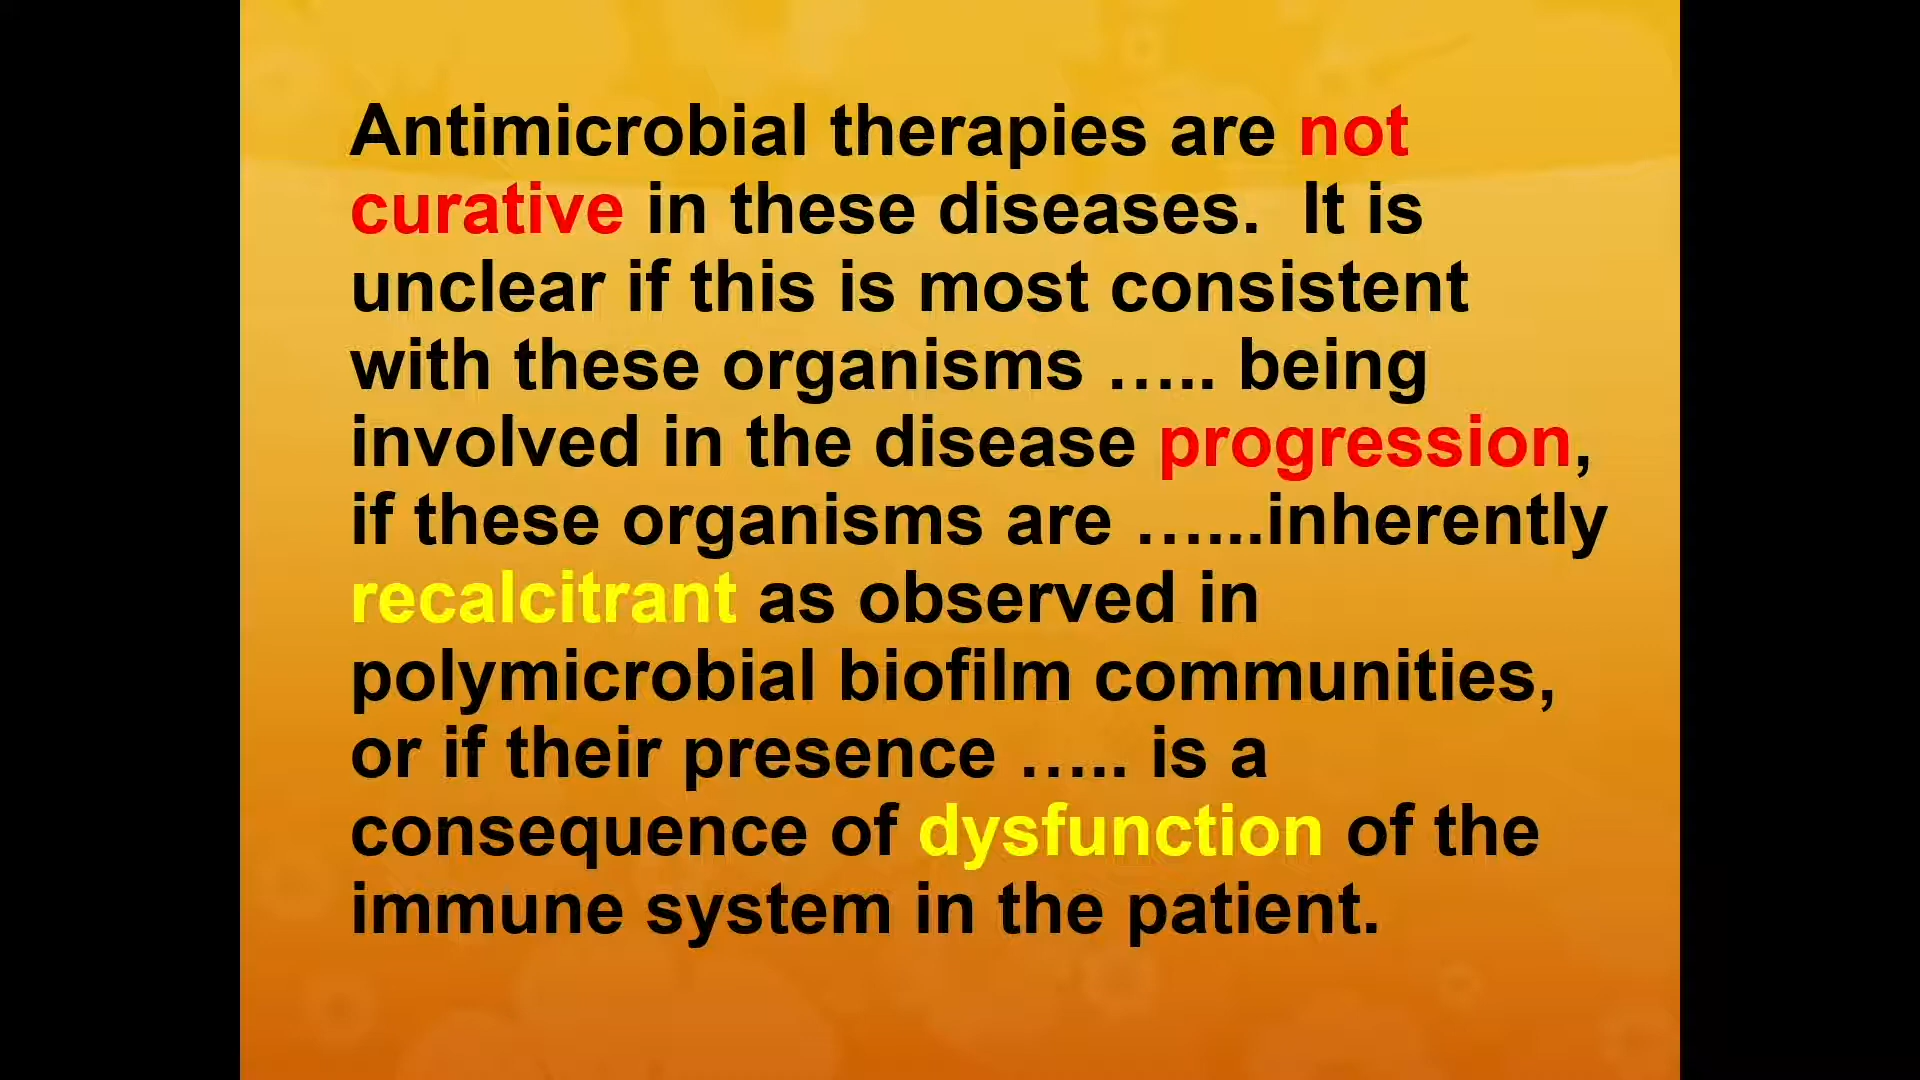 Antimicrobial therapies are not
curative in these diseases.  It is
unclear if this is most consistent
with these organisms ….. being
involved in the disease progression,
if these organisms are …...inherently
recalcitrant as observed in
polymicrobial biofilm communities,
or if their presence ….. is a
consequence of dysfunction of the
immune system in the patient.